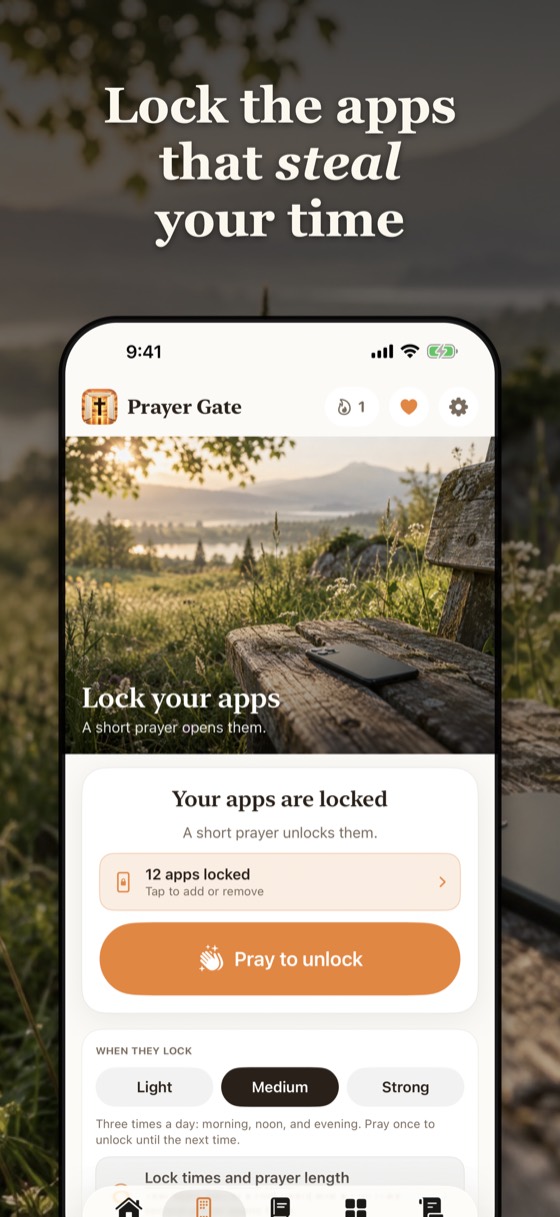 Lock the apps
that steal
your time
9:41
Prayer Gate
1
Lock your apps
A short prayer opens them.
Your apps are locked
A short prayer unlocks them.
12 apps locked
Tap to add or remove
Pray to unlock
WHEN THEY LOCK
Light
Medium
Strong
Three times a day: morning, noon, and evening. Pray once to
unlock until the next time.
Lock times and prayer length